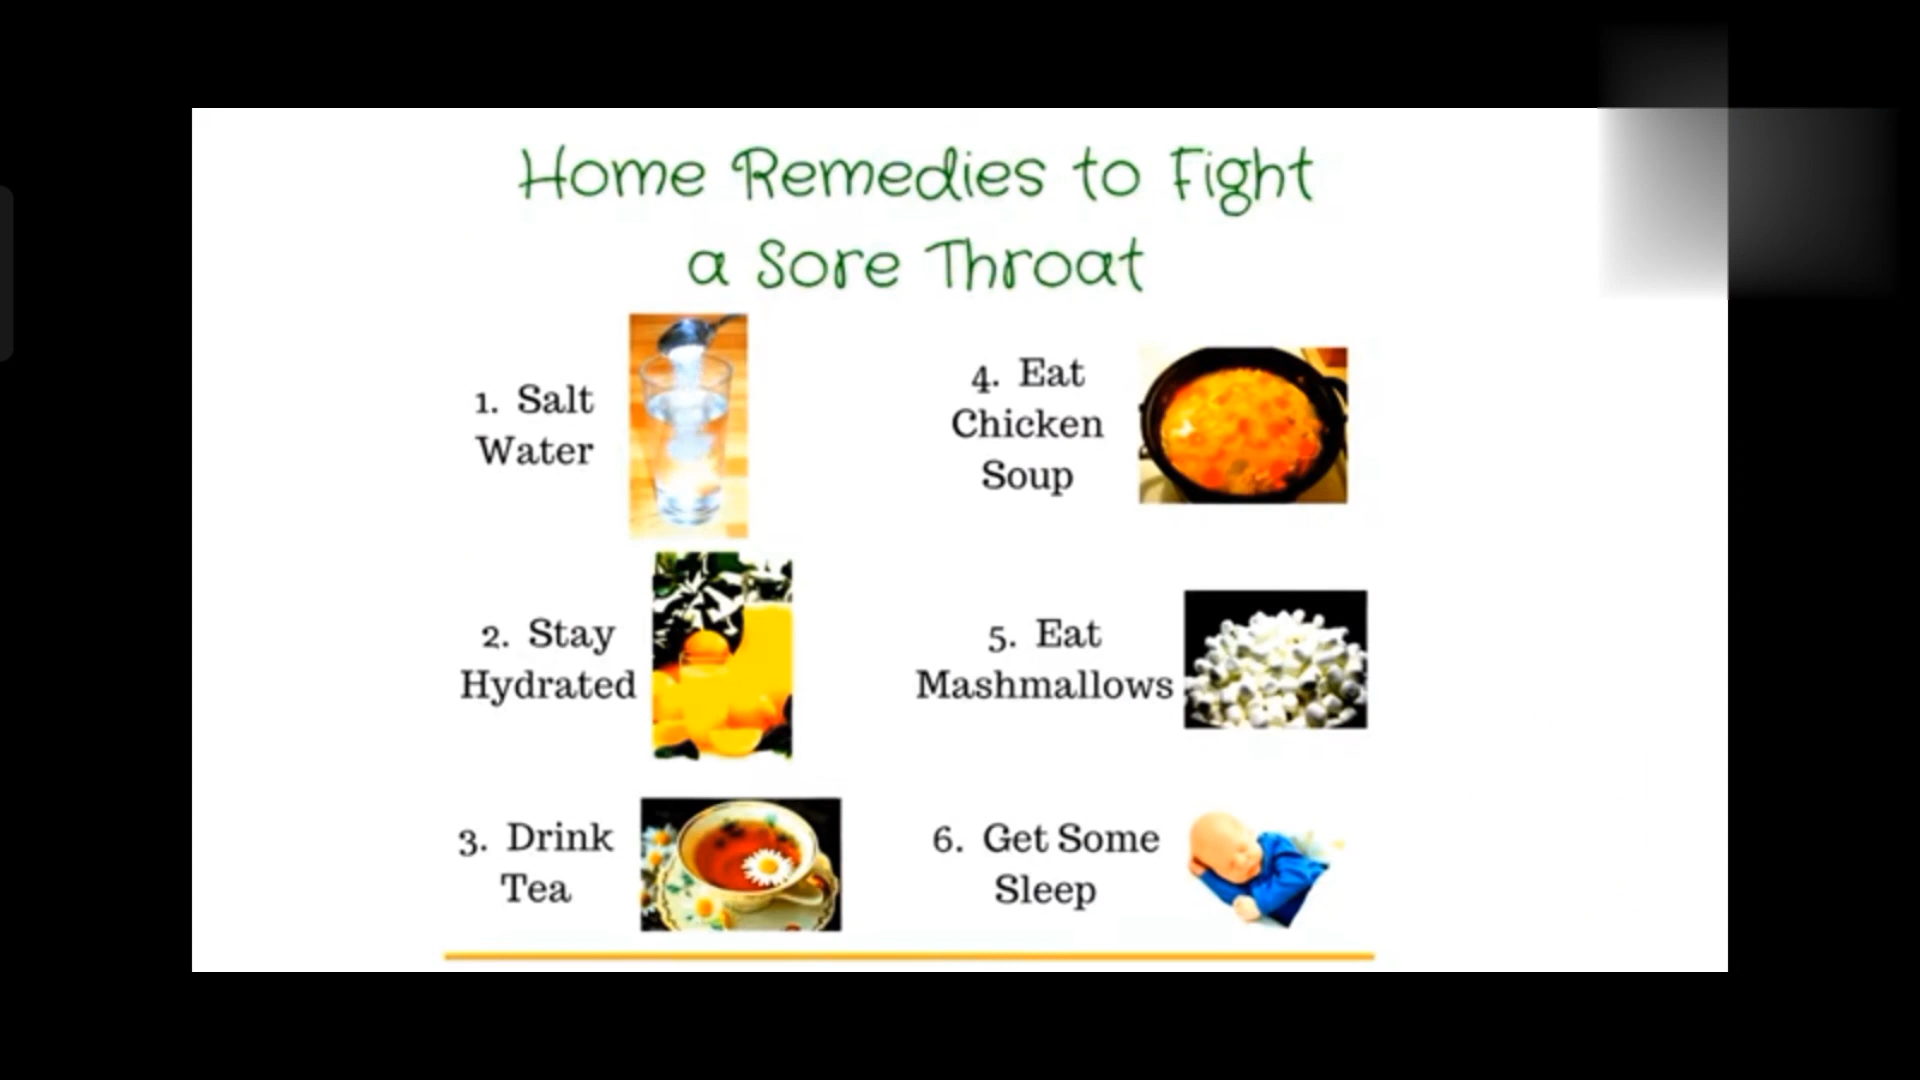 Home Remedies to Fight
a Sore Throat
1. Salt
Water
2. Stay
Hydrated
3. Drink
Tea
4. Eat
Chicken
Soup
5. Eat
Mashmallows
6. Get Some
Sleep